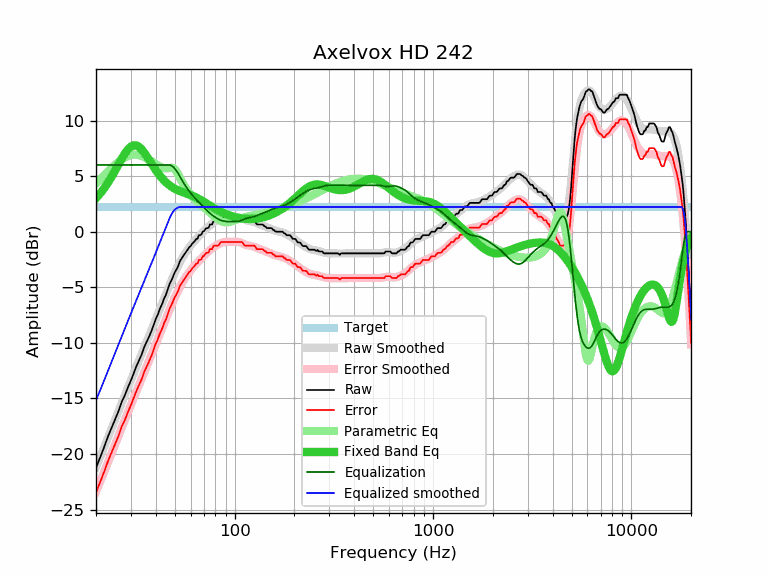 Axelvox HD 242
10
5
0
−5
−10
−15
−20
−25
Amplitude (dBr)
Target
Raw Smoothed
Error Smoothed
Raw
Error
Parametric Eq
Fixed Band Eq
Equalization
Equalized smoothed
100 1000 10000
Frequency (Hz)